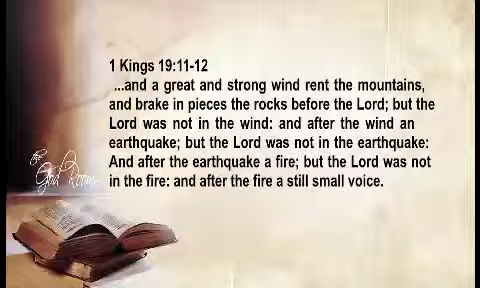 1 Kings 19:11-12
...and a great and strong wind rent the mountains,
and brake in pieces the rocks before the Lord; but the
Lord was not in the wind: and after the wind an
earthquake; but the Lord was not in the earthquake:
And after the earthquake a fire; but the Lord was not
in the fire: and after the fire a still small voice.
the
God Room